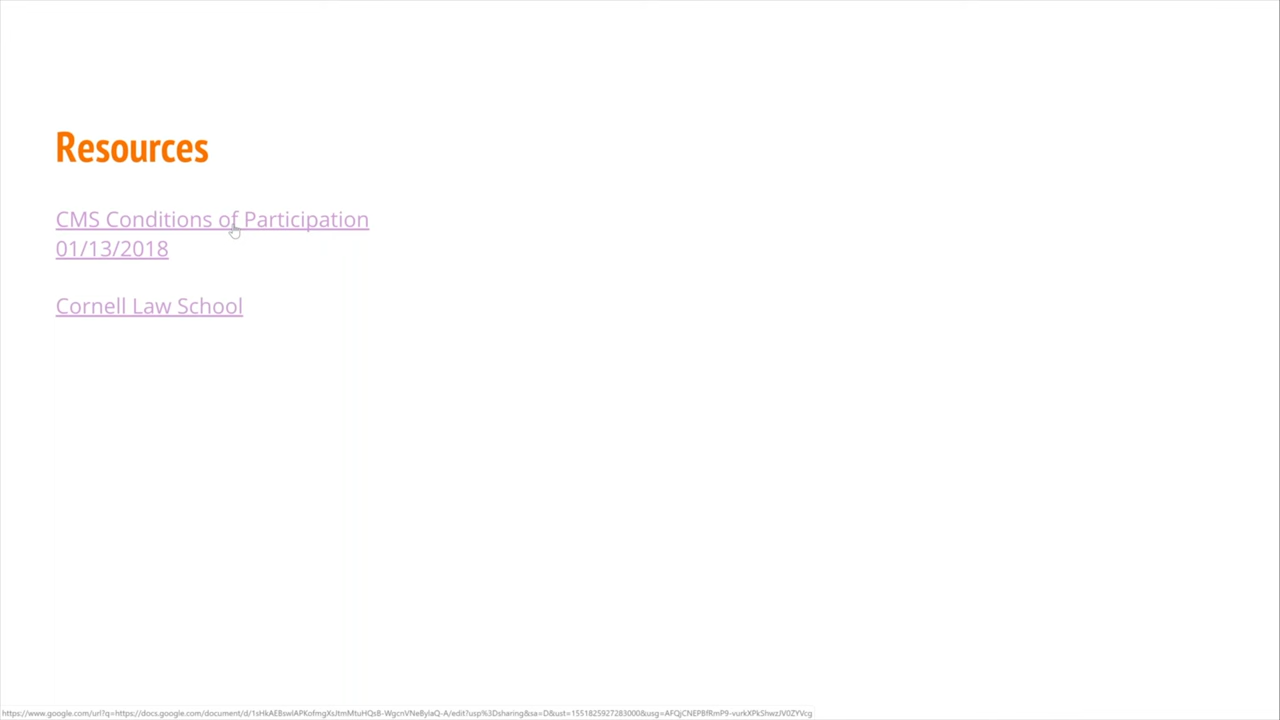 Resources
CMS Conditions of Participation
01/13/2018
Cornell Law School